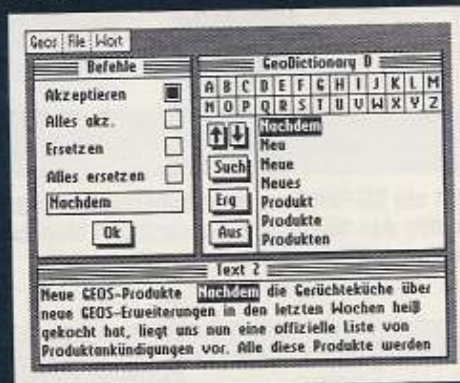 Geos | File | Wort
Befehle
Akzeptieren
Alles akz.
Ersetzen
Alles ersetzen
Nachdem
Ok
GeoDictionary D
A B C D E F G H I J K L M
N O P Q R S T U V W X Y Z
Such
Erg
Aus
Nachdem
Neu
Neue
Neues
Produkt
Produkte
Produkten
Text 2
Neue GEOS-Produkte Nachdem die Gerüchteküche über
neue GEOS-Erweiterungen in den letzten Wochen heiß
gekocht hat, liegt uns nun eine offizielle Liste von
Produktankündigungen vor. Alle diese Produkte werden